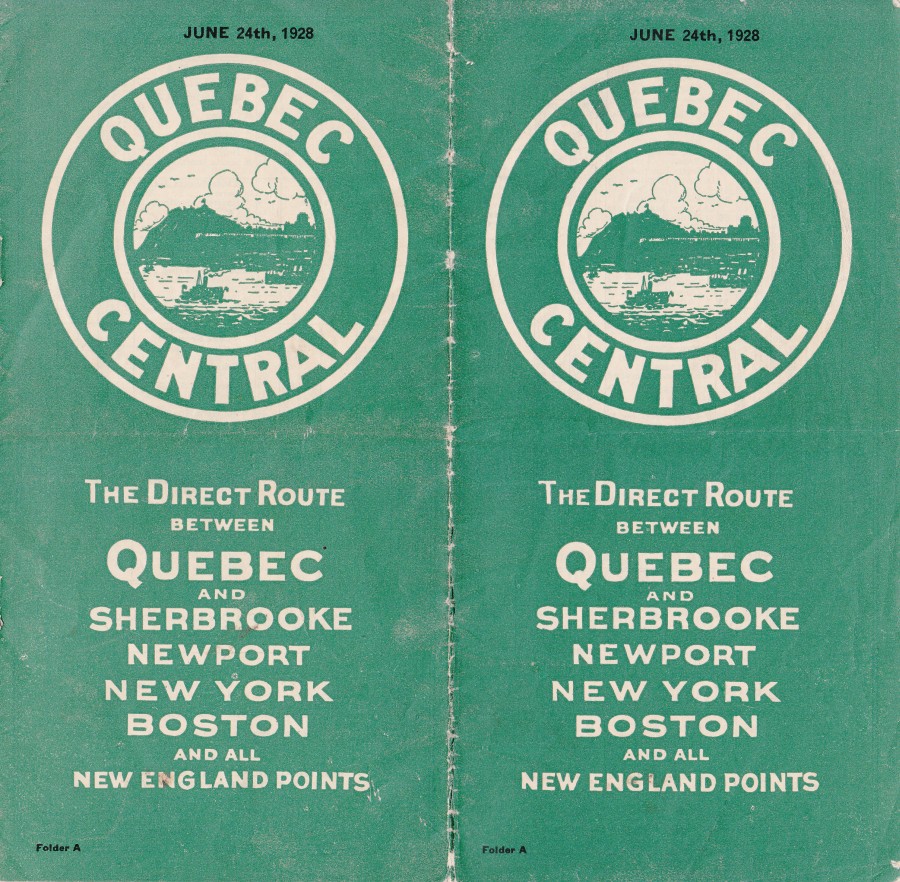 JUNE 24th, 1928
QUEBEC
CENTRAL
THE DIRECT ROUTE
BETWEEN
QUEBEC
AND
SHERBROOKE
NEWPORT
NEW YORK
BOSTON
AND ALL
NEW ENGLAND POINTS
Folder A
JUNE 24th, 1928
QUEBEC
CENTRAL
THE DIRECT ROUTE
BETWEEN
QUEBEC
AND
SHERBROOKE
NEWPORT
NEW YORK
BOSTON
AND ALL
NEW ENGLAND POINTS
Folder A